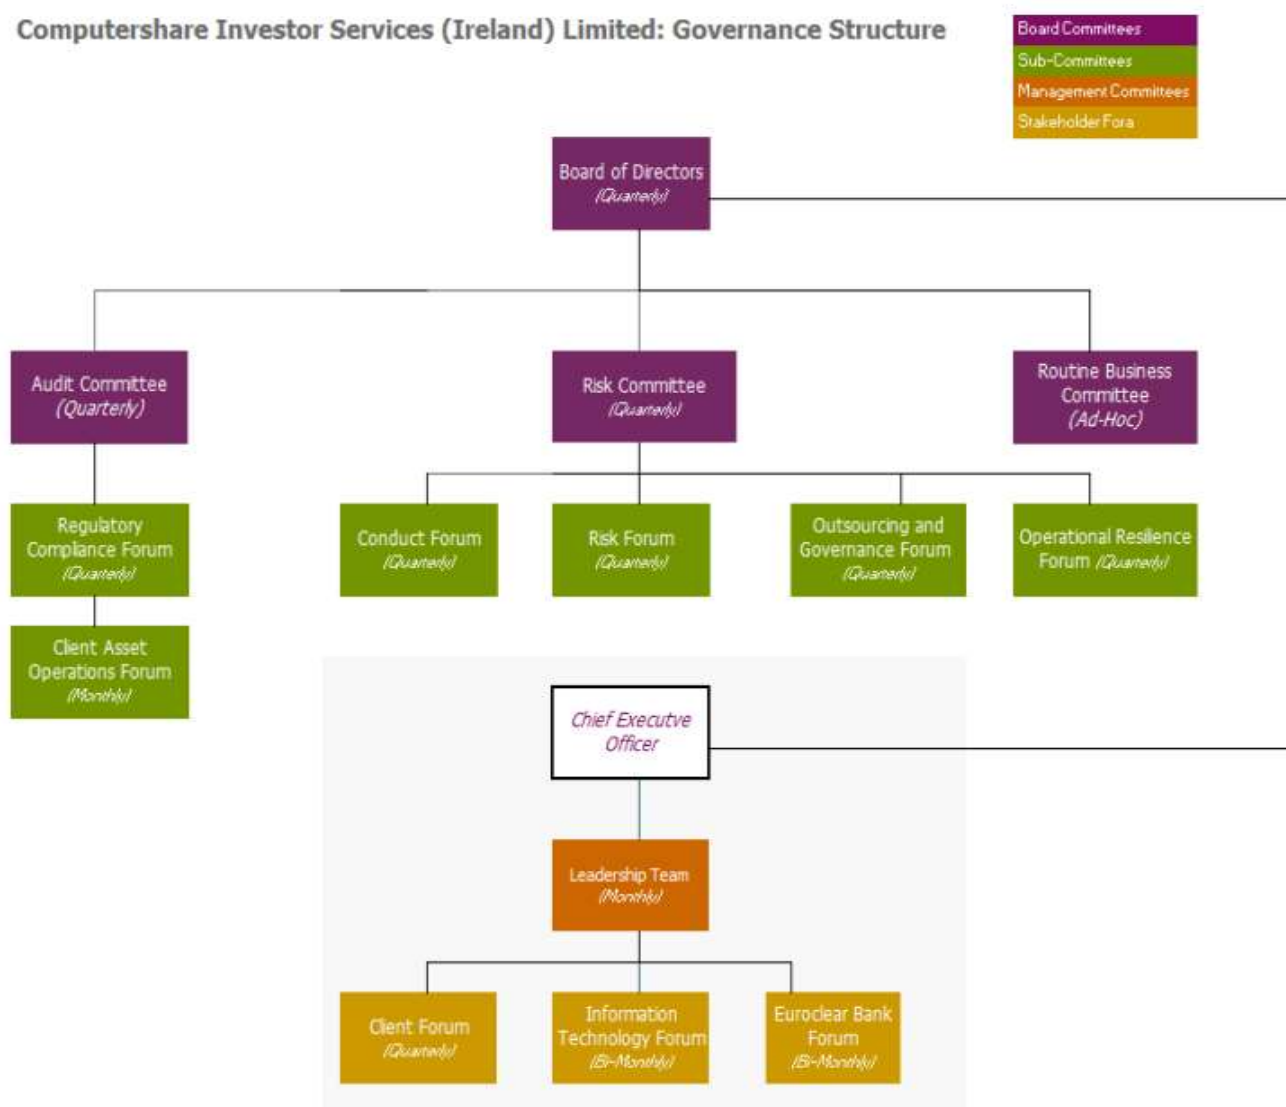 Computershare Investor Services (Ireland) Limited: Governance Structure
Board Committees
Sub-Committees
Management Committees
Stakeholder Fora
Board of Directors
(Quarterly)
Audit Committee
(Quarterly)
Risk Committee
(Quarterly)
Routine Business
Committee
(Ad-Hoc)
Regulatory
Compliance Forum
(Quarterly)
Conduct Forum
(Quarterly)
Risk Forum
(Quarterly)
Outsourcing and
Governance Forum
(Quarterly)
Operational Resilience
Forum (Quarterly)
Client Asset
Operations Forum
(Monthly)
Chief Executve
Officer
Leadership Team
(Monthly)
Client Forum
(Quarterly)
Information
Technology Forum
(Bi-Monthly)
Euroclear Bank
Forum
(Bi-Monthly)